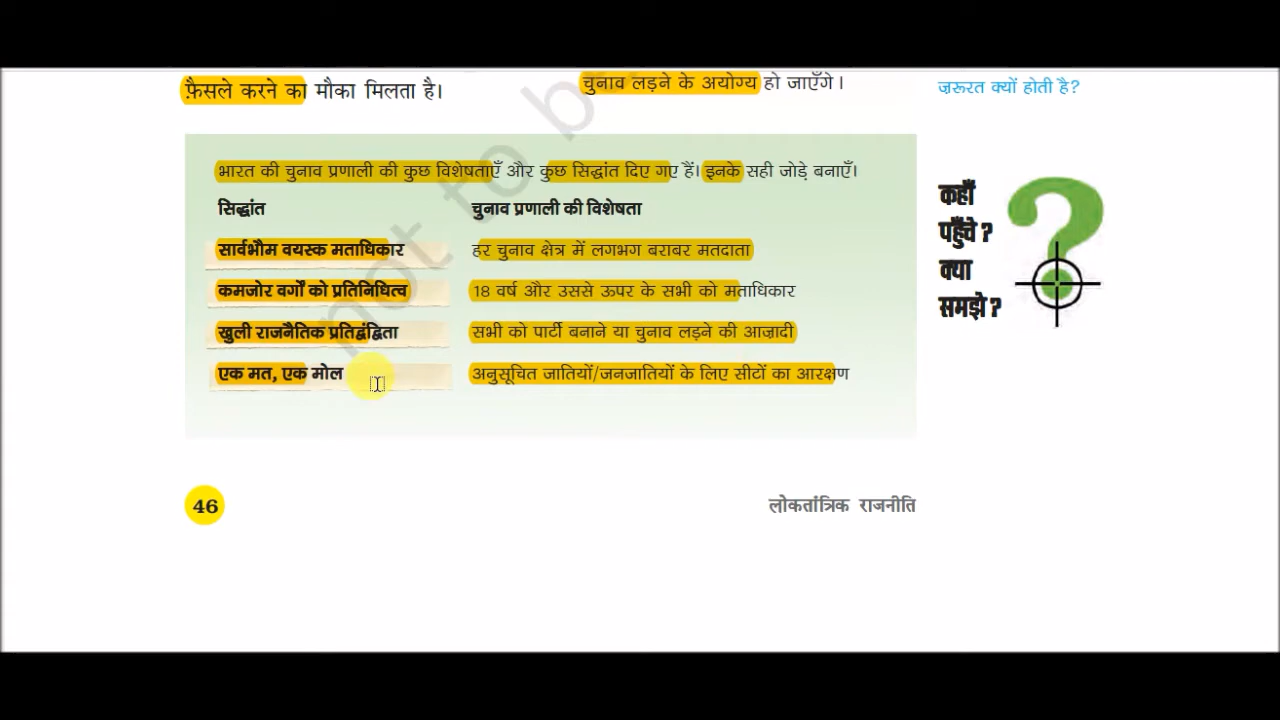 फ़ैसले करने का मौका मिलता है।
चुनाव लड़ने के अयोग्य हो जाएँगे।
ज़रूरत क्यों होती है?
भारत की चुनाव प्रणाली की कुछ विशेषताएँ और कुछ सिद्धांत दिए गए हैं। इनके सही जोड़े बनाएँ।
सिद्धांत चुनाव प्रणाली की विशेषता
सार्वभौम वयस्क मताधिकार हर चुनाव क्षेत्र में लगभग बराबर मतदाता
कमजोर वर्गों को प्रतिनिधित्व 18 वर्ष और उससे ऊपर के सभी को मताधिकार
खुली राजनैतिक प्रतिद्वंद्विता सभी को पार्टी बनाने या चुनाव लड़ने की आज़ादी
एक मत, एक मोल अनुसूचित जातियों/जनजातियों के लिए सीटों का आरक्षण
कहाँ
पहुँचे?
क्या
समझे?
not to b
46
लोकतांत्रिक राजनीति